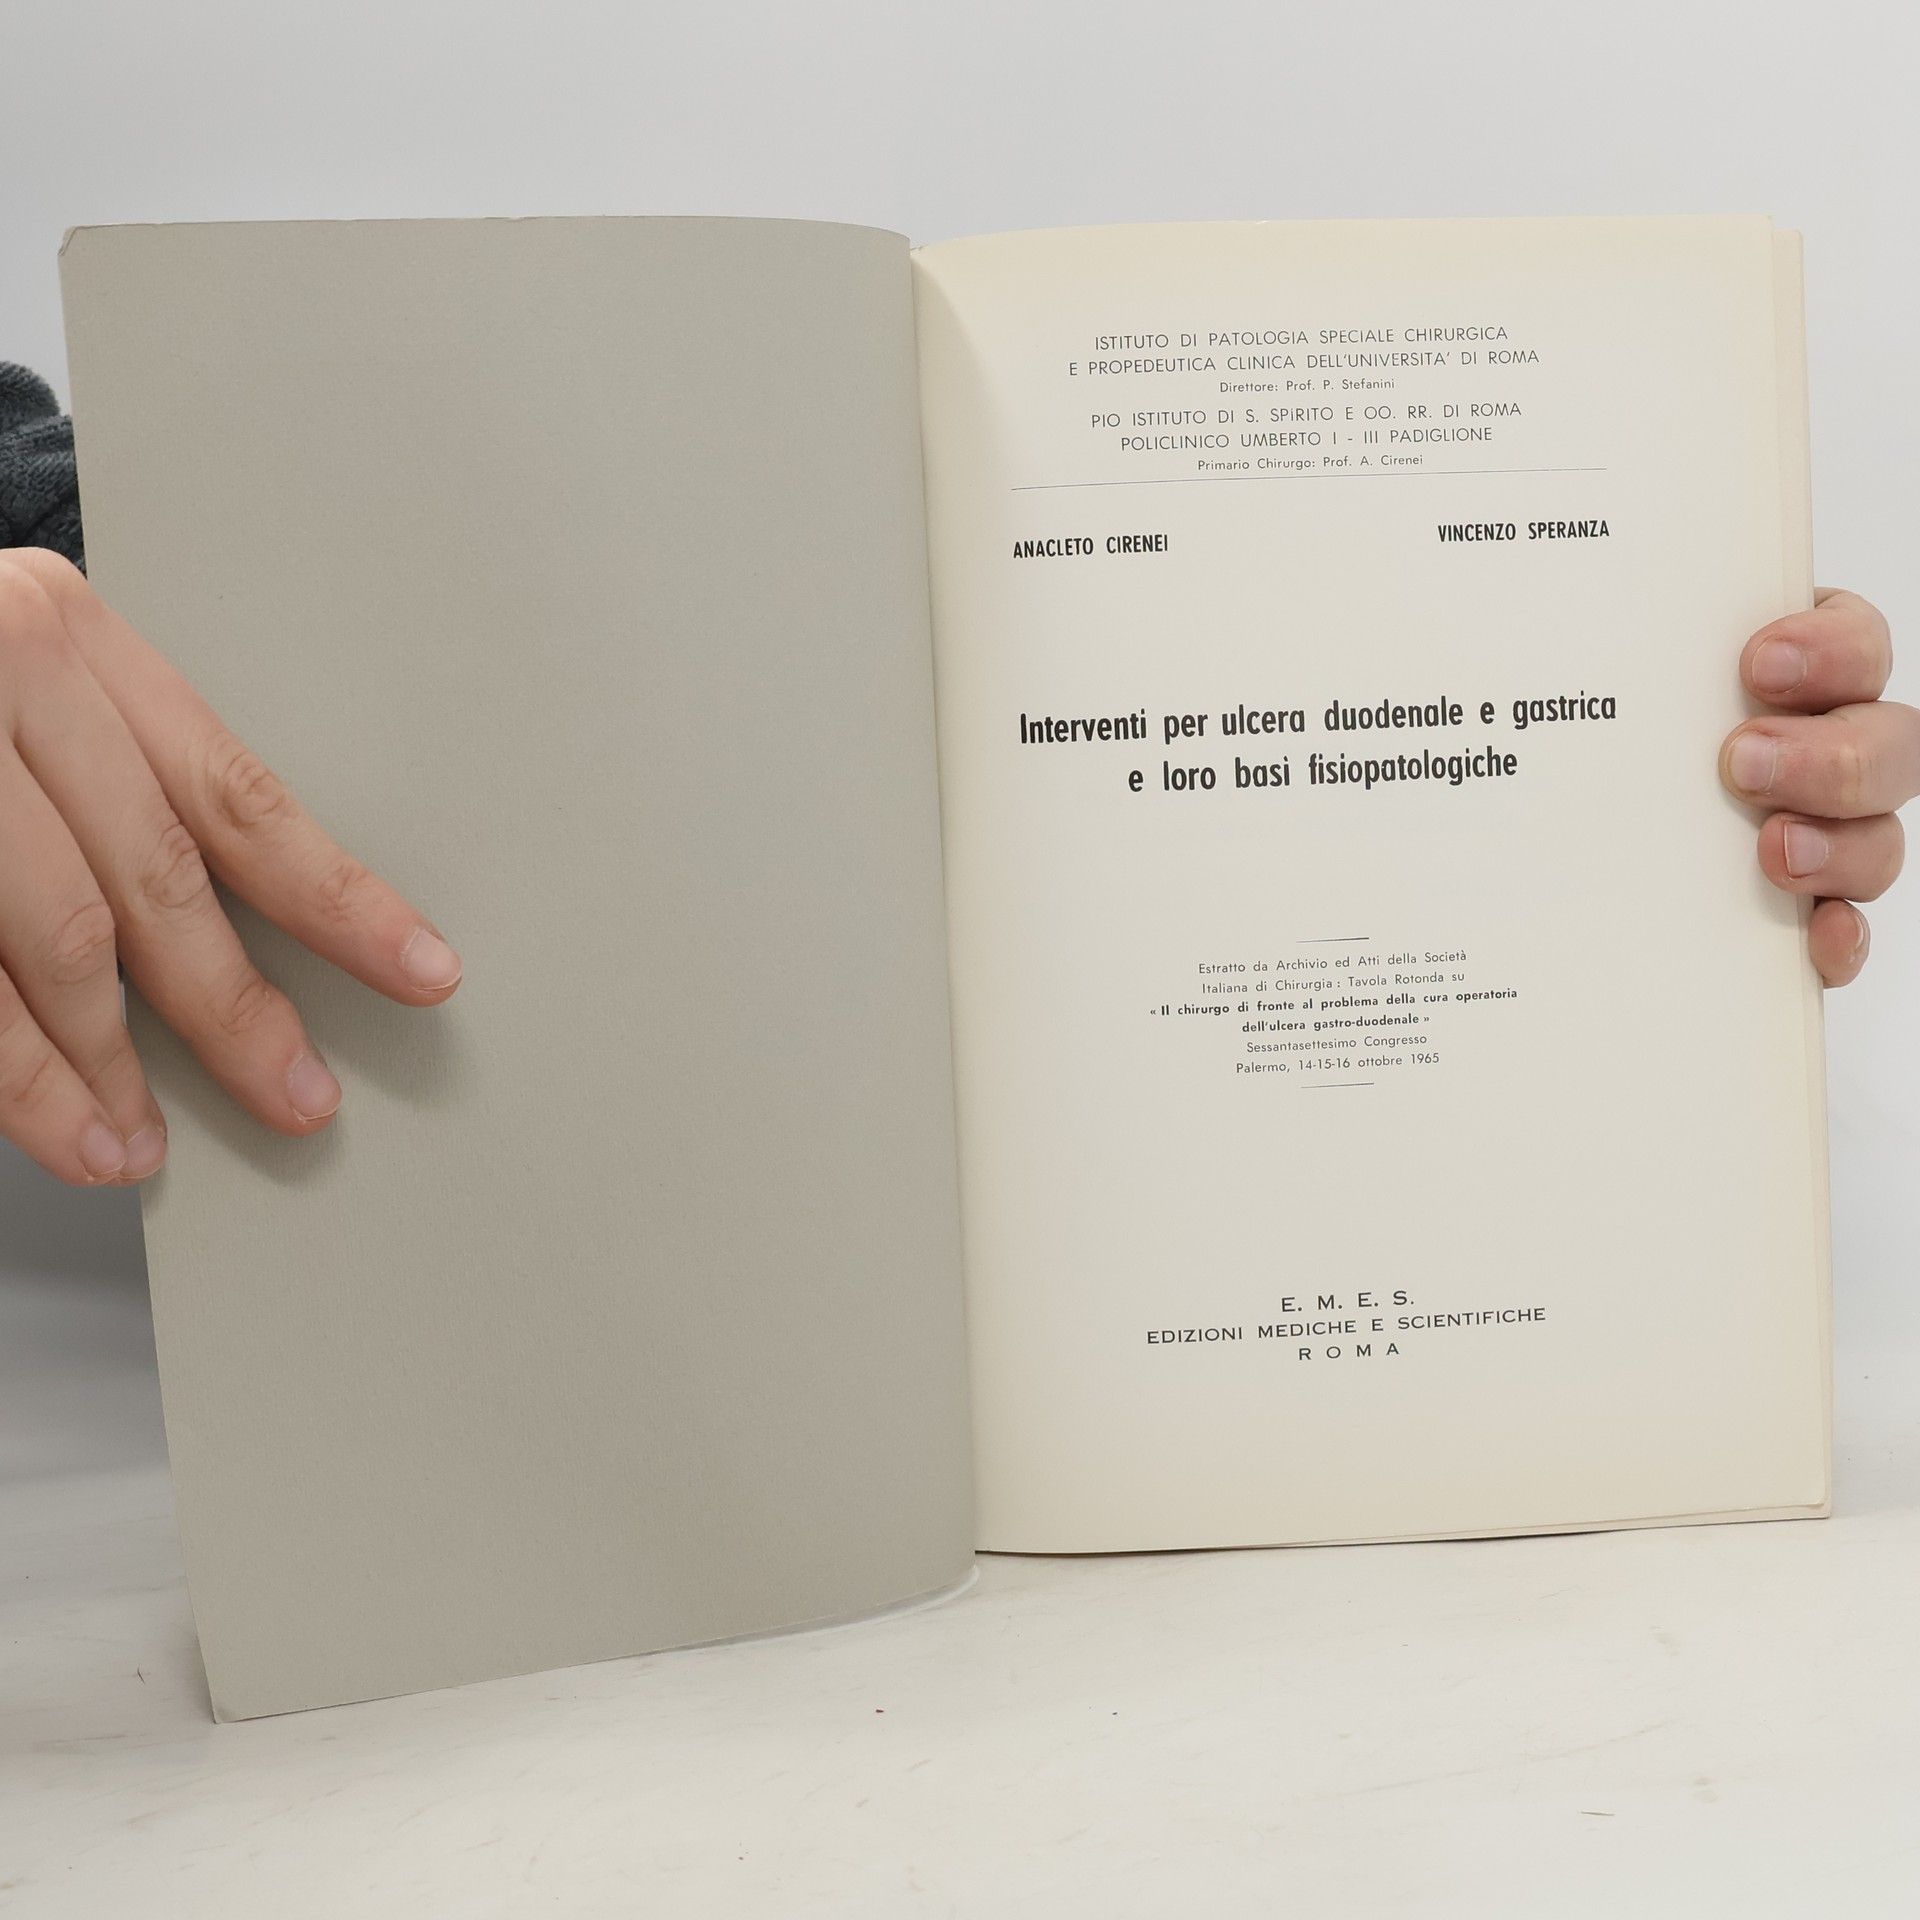 ISTITUTO DI PATOLOGIA SPECIALE CHIRURGICA
E PROPEDEUTICA CLINICA DELL'UNIVERSITA' DI ROMA
Direttore: Prof. P. Stefanini
PIO ISTITUTO DI S. SPIRITO E OO. RR. DI ROMA
POLICLINICO UMBERTO I - III PADIGLIONE
Primario Chirurgo: Prof. A. Cirenei
ANACLETO CIRENEI VINCENZO SPERANZA
Interventi per ulcera duodenale e gastrica
e loro basi fisiopatologiche
Estratto da Archivio ed Atti della Società
Italiana di Chirurgia: Tavola Rotonda su
« Il chirurgo di fronte al problema della cura operatoria
dell'ulcera gastro-duodenale »
Sessantasettesimo Congresso
Palermo, 14-15-16 ottobre 1965
E. M. E. S.
EDIZIONI MEDICHE E SCIENTIFICHE
ROMA